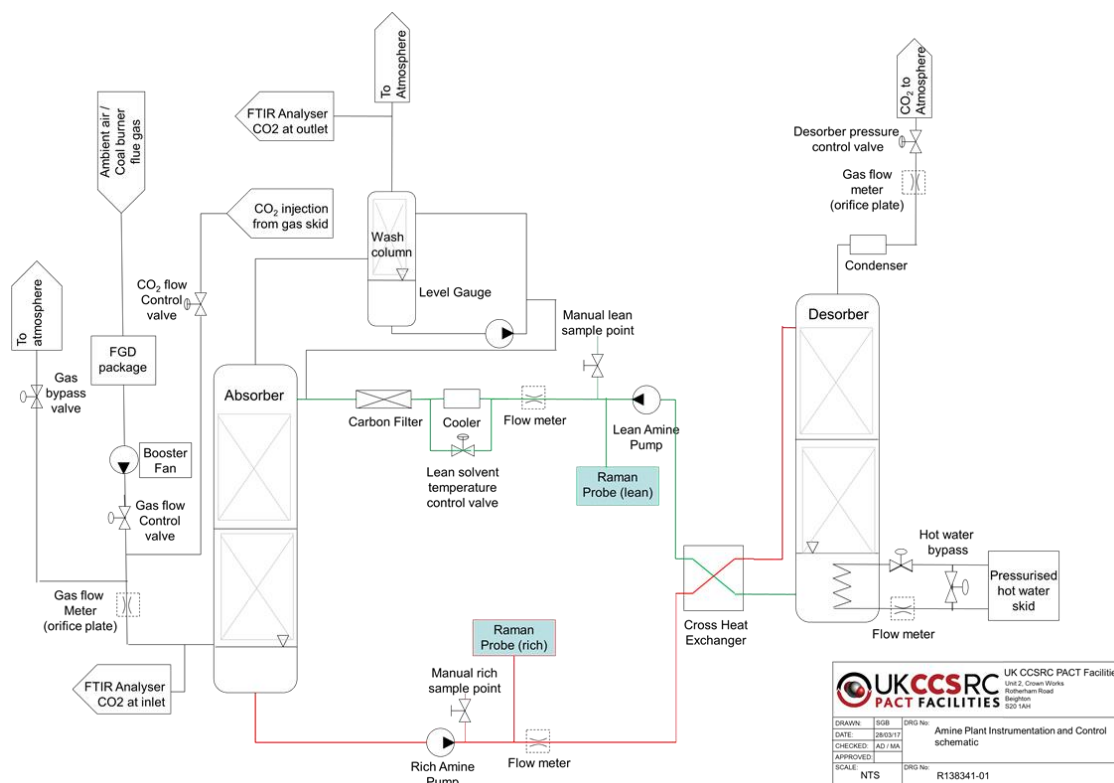 To
Atmosphere
FTIR Analyser
CO2 at outlet
Ambient air /
Coal burner
flue gas
CO₂ injection
from gas skid
Wash
column
Level Gauge
CO₂ flow
Control
valve
To
atmosphere
FGD
package
Gas
bypass
valve
Booster
Fan
Gas flow
Control
valve
Gas flow
Meter
(orifice plate)
FTIR Analyser
CO2 at inlet
Absorber
Carbon Filter
Cooler
Flow meter
Lean solvent
temperature
control valve
Manual lean
sample point
Lean Amine
Pump
Raman
Probe (lean)
Raman
Probe (rich)
Manual rich
sample point
Rich Amine
Pump
Flow meter
Cross Heat
Exchanger
CO₂ to
Atmosphere
Desorber pressure
control valve
Gas flow
meter
(orifice plate)
Condenser
Desorber
Hot water
bypass
Pressurised
hot water
skid
Flow meter
UKCCSRC
PACT FACILITIES
UK CCSRC PACT Facilitie
Unit 2, Crown Works
Rotherham Road
Beighton
S20 1AH
DRAWN: SGB
DATE: 28/03/17
CHECKED: AD / MA
APPROVED:
SCALE: NTS
DRG No:
Amine Plant Instrumentation and Control
schematic
DRG No:
R138341-01